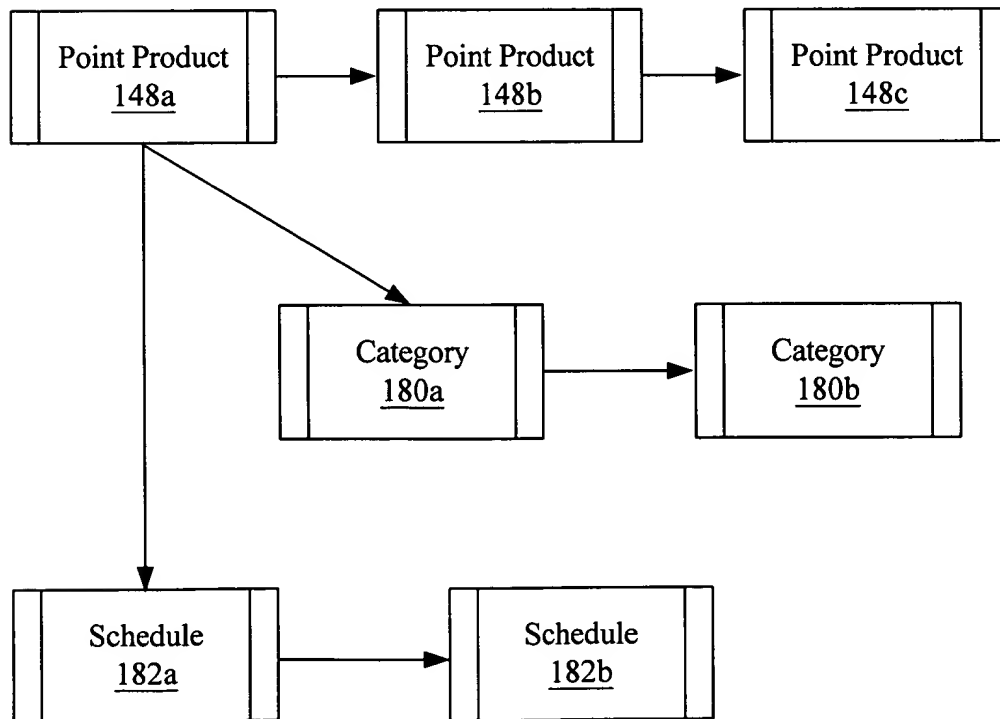 Point Product
148a
Point Product
148b
Point Product
148c
Category
180a
Category
180b
Schedule
182a
Schedule
182b